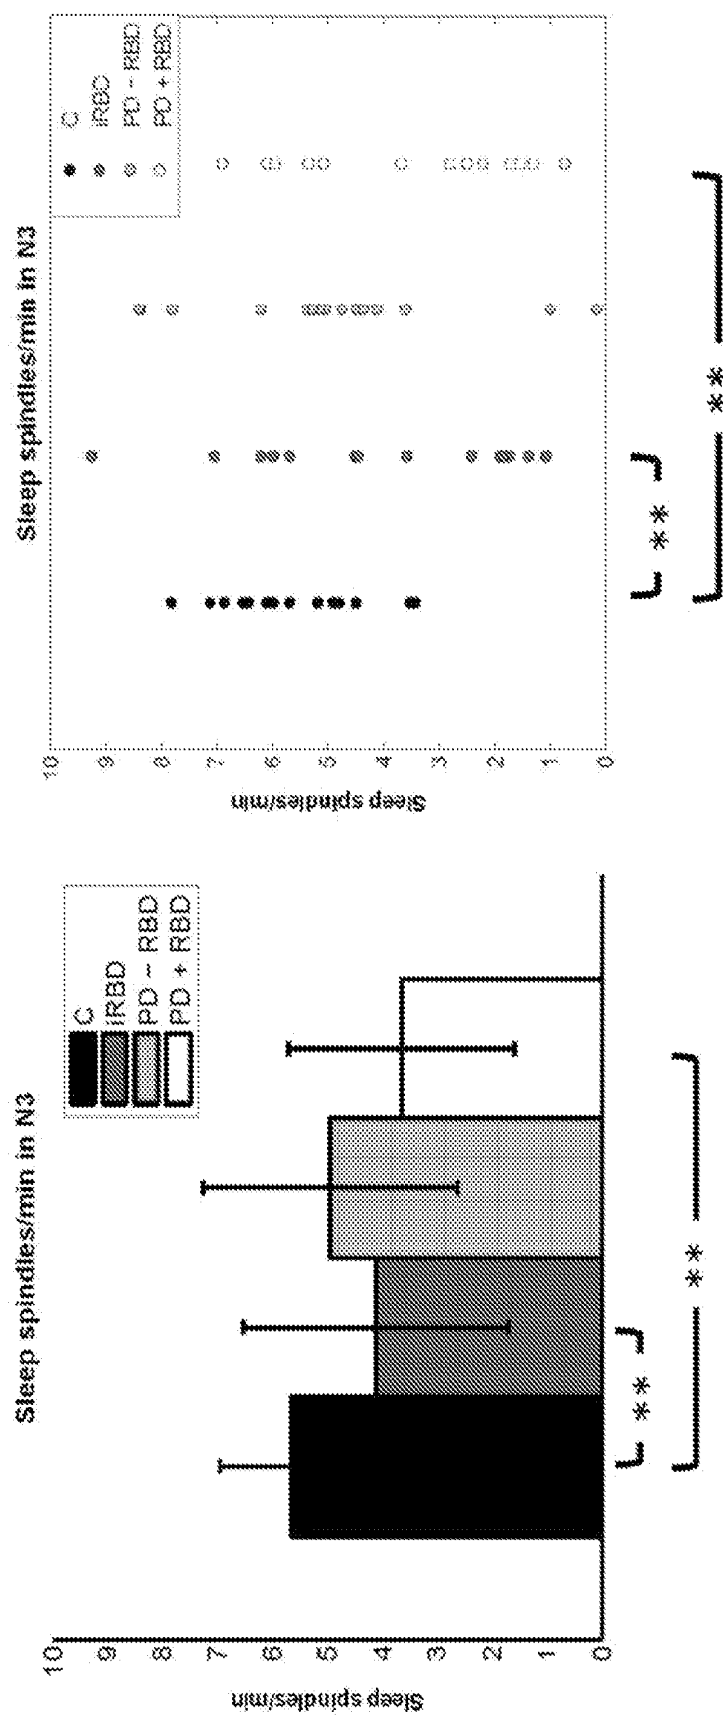 Sleep spindles/min in N3
Sleep spindles/min
10
9
8
7
6
5
4
3
2
1
0
C
iRBD
PD - RBD
PD + RBD
**
**
Sleep spindles/min in N3
Sleep spindles/min
10
9
8
7
6
5
4
3
2
1
0
C
iRBD
PD - RBD
PD + RBD
**
**